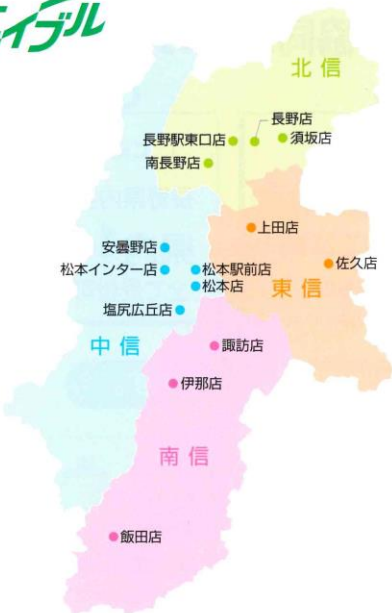 イブル
北信
長野店
長野駅東口店
須坂店
南長野店
上田店
安曇野店
松本インター店
松本駅前店
佐久店
松本店
東信
塩尻広丘店
中信
諏訪店
伊那店
南信
飯田店